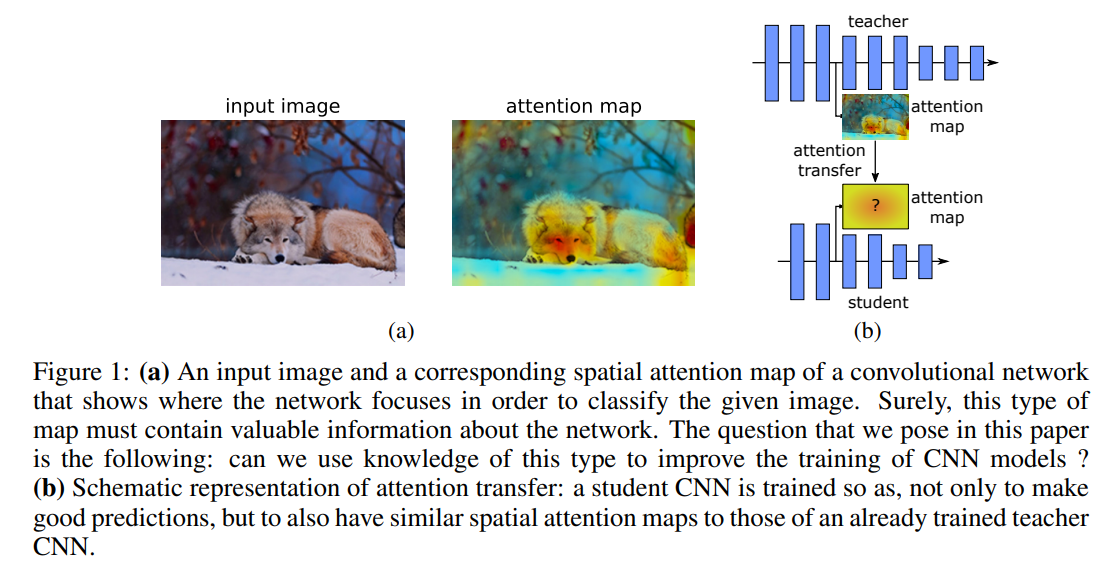 input image
attention map
teacher
attention
map
attention
transfer
?
attention
map
student
(a)
(b)
Figure 1: (a) An input image and a corresponding spatial attention map of a convolutional network
that shows where the network focuses in order to classify the given image. Surely, this type of
map must contain valuable information about the network. The question that we pose in this paper
is the following: can we use knowledge of this type to improve the training of CNN models ?
(b) Schematic representation of attention transfer: a student CNN is trained so as, not only to make
good predictions, but to also have similar spatial attention maps to those of an already trained teacher
CNN.